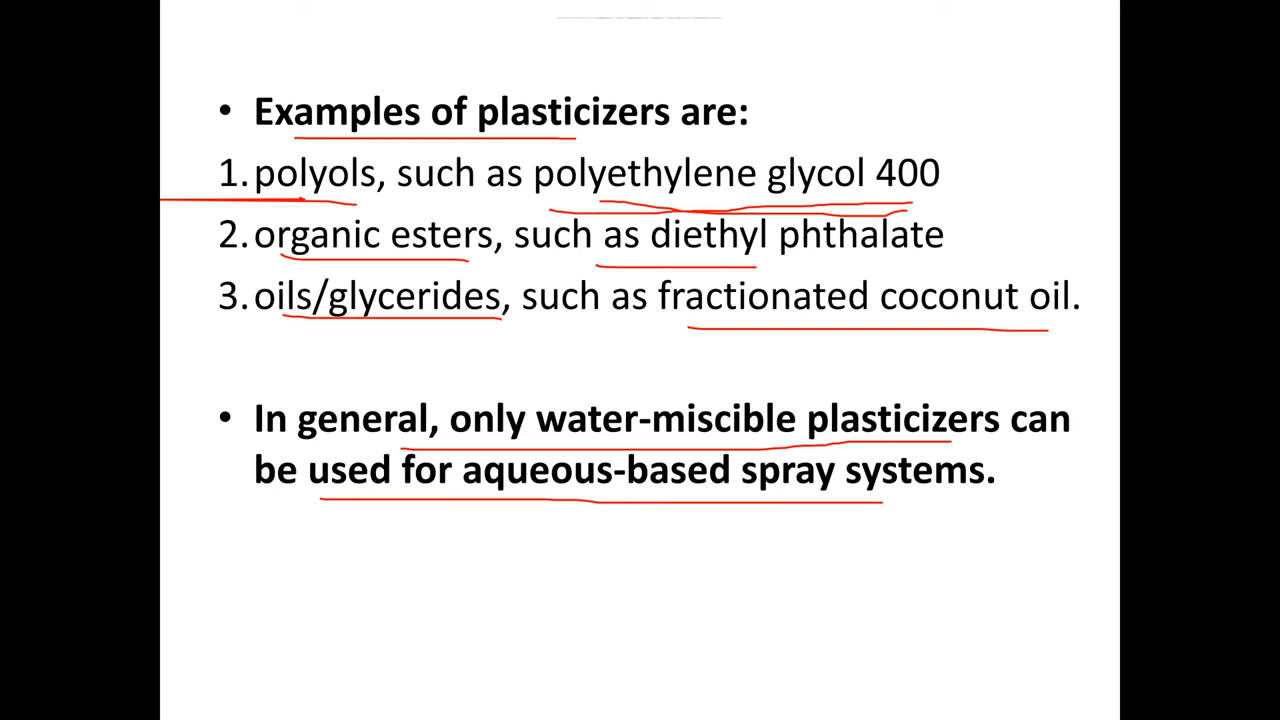 • Examples of plasticizers are:
1. polyols, such as polyethylene glycol 400
2. organic esters, such as diethyl phthalate
3. oils/glycerides, such as fractionated coconut oil.
• In general, only water-miscible plasticizers can
be used for aqueous-based spray systems.